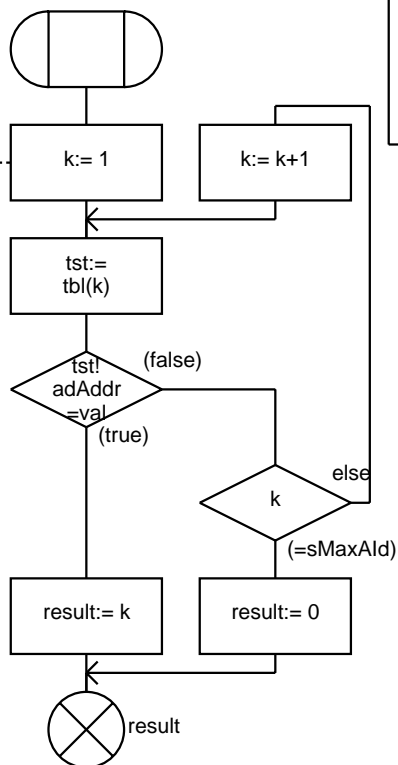 k:= 1
k:= k+1
tst:=
tbl(k)
tst!
adAddr
=val
(false)
(true)
else
k
(=sMaxAId)
result:= k
result:= 0
result